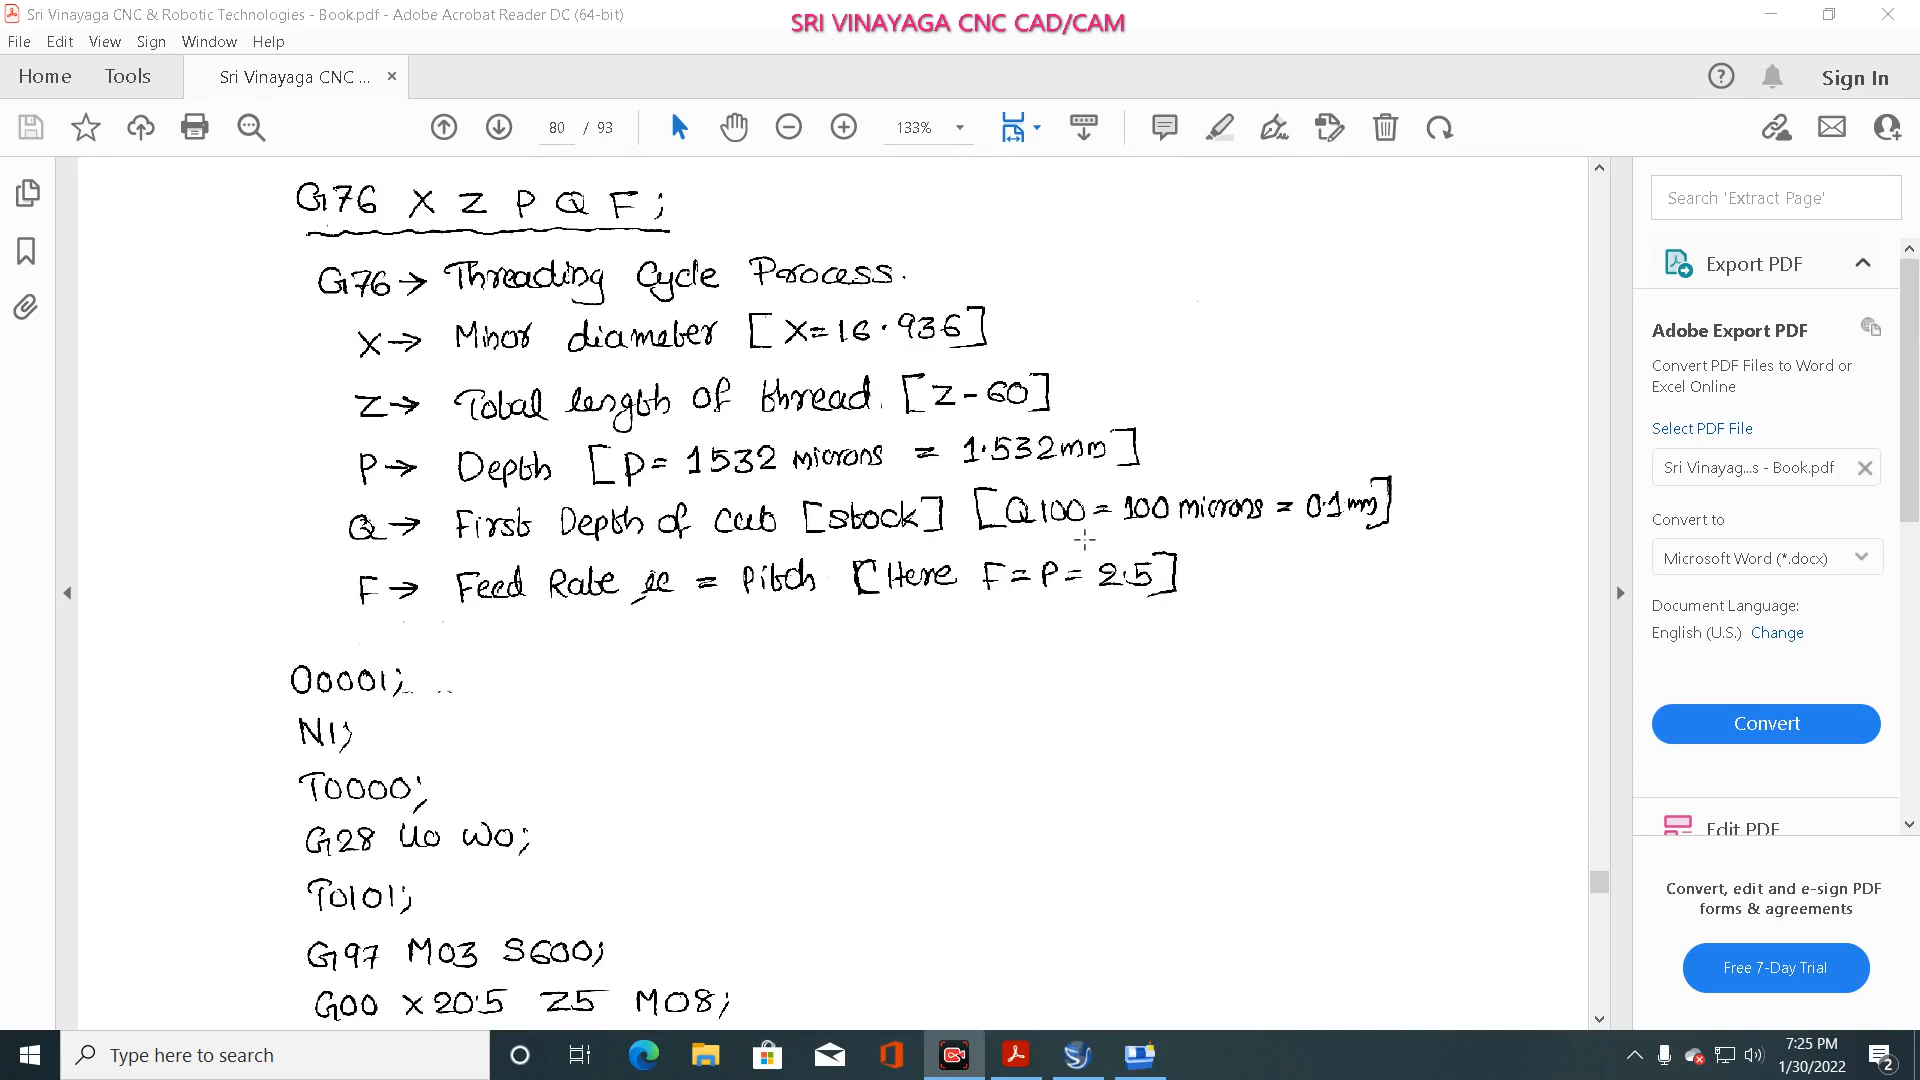 Sri Vinayaga CNC & Robotic Technologies - Book.pdf - Adobe Acrobat Reader DC (64-bit)
SRI VINAYAGA CNC CAD/CAM
File Edit View Sign Window Help
Home Tools Sri Vinayaga CNC ... × Sign In
80 / 93 133%
G76 X Z P Q F;
G76 → Threading Cycle Process.
X → Minor diameter [X=16.936]
Z → Total length of thread. [Z-60]
P → Depth [P= 1532 microns = 1.532mm]
Q → First Depth of Cut [stock] [Q100 = 100 microns = 0.1mm]
F → Feed Rate ie = Pitch [Here F=P= 2.5]
O0001;
N1;
T0000;
G28 U0 W0;
T0101;
G97 M03 S600;
G00 X20.5 Z5 M08;
Search 'Extract Page'
Export PDF
Adobe Export PDF
Convert PDF Files to Word or
Excel Online
Select PDF File
Sri Vinayag...s - Book.pdf
Convert to
Microsoft Word (*.docx)
Document Language:
English (U.S.) Change
Convert
Edit PDF
Convert, edit and e-sign PDF
forms & agreements
Free 7-Day Trial
Type here to search
7:25 PM
1/30/2022
2